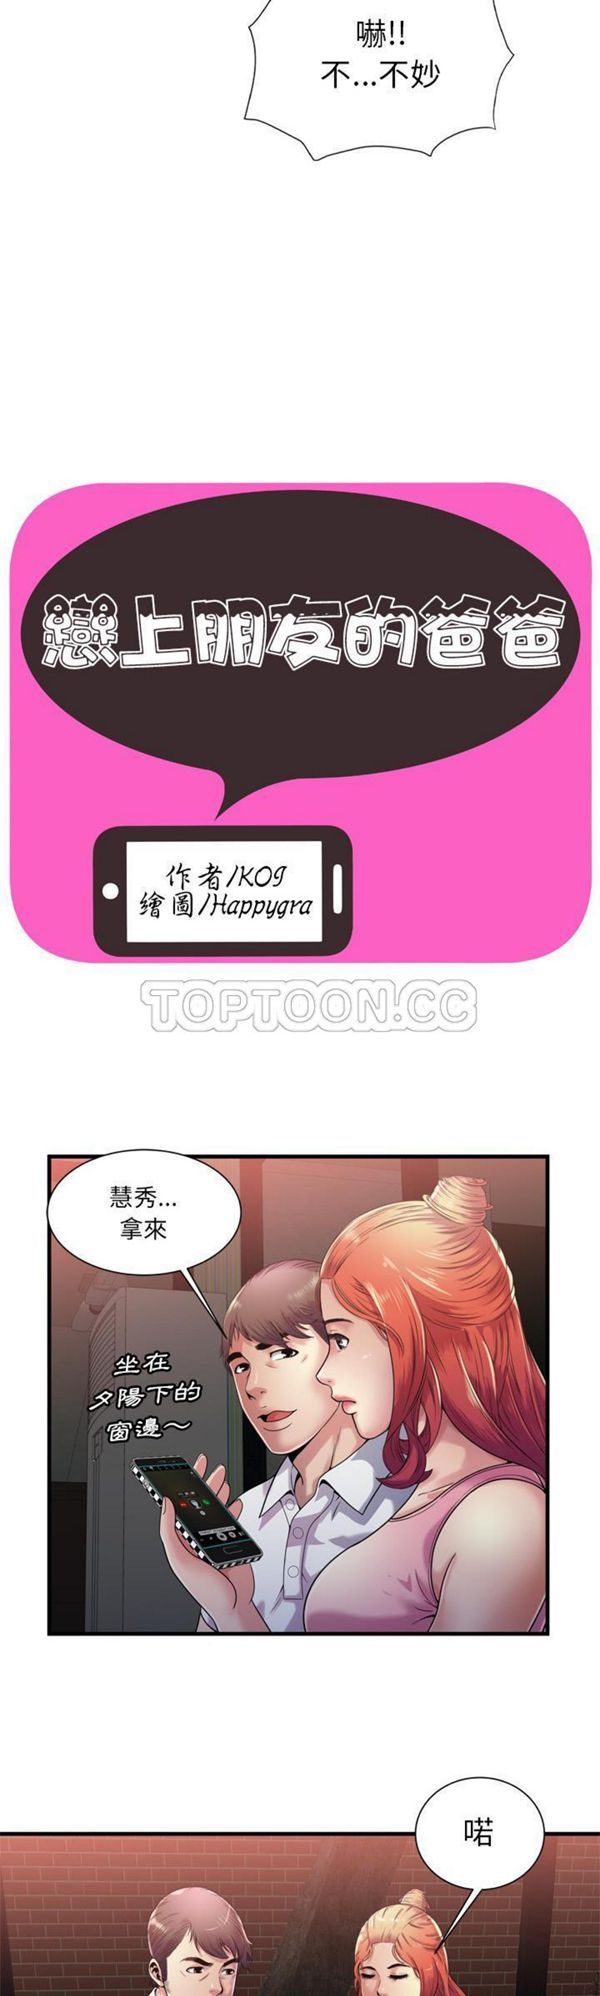 嚇!!
不...不妙
戀上朋友的爸爸
作者/KOI
繪圖/Happygra
TOPTOON.CC
慧秀...
拿來
坐在
夕陽下的
窗邊～
喏